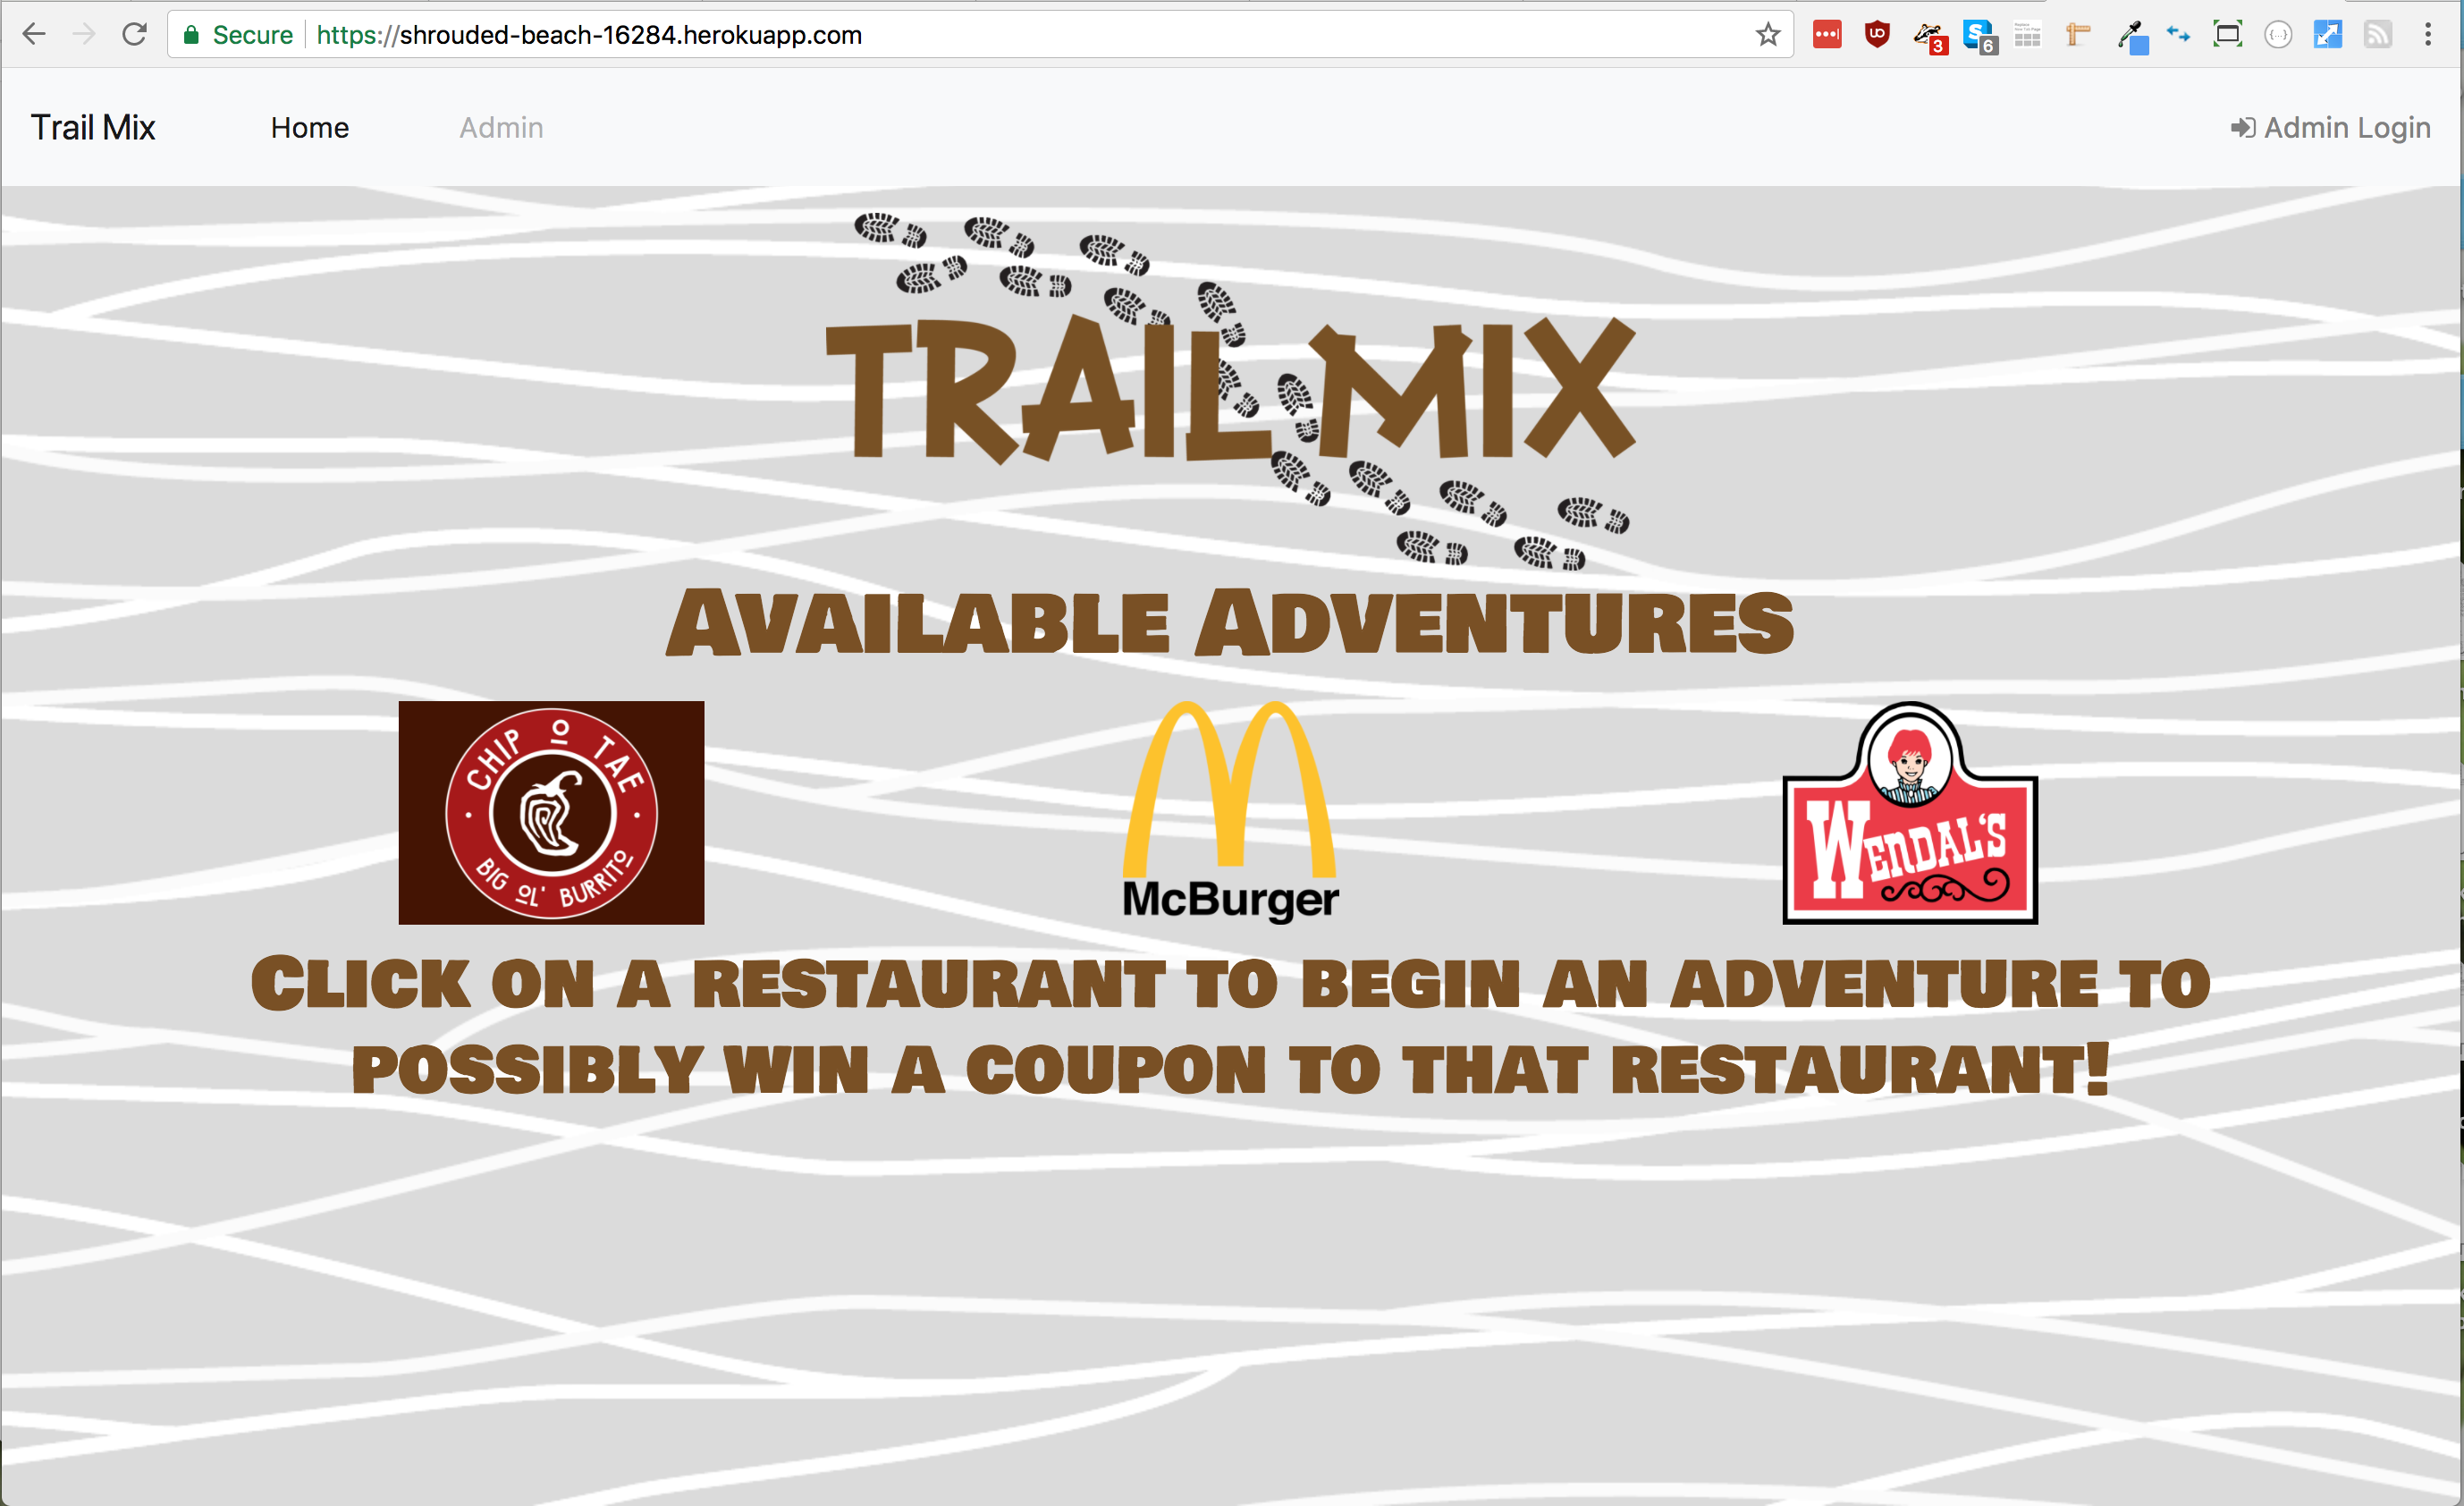 Secure https://shrouded-beach-16284.herokuapp.com
3
6
Trail Mix Home Admin Admin Login
TRAIL MIX
Available Adventures
CHIP O TAE
BIG OL' BURRITO
McBurger
WENDAL'S
Click on a restaurant to begin an adventure to
possibly win a coupon to that restaurant!